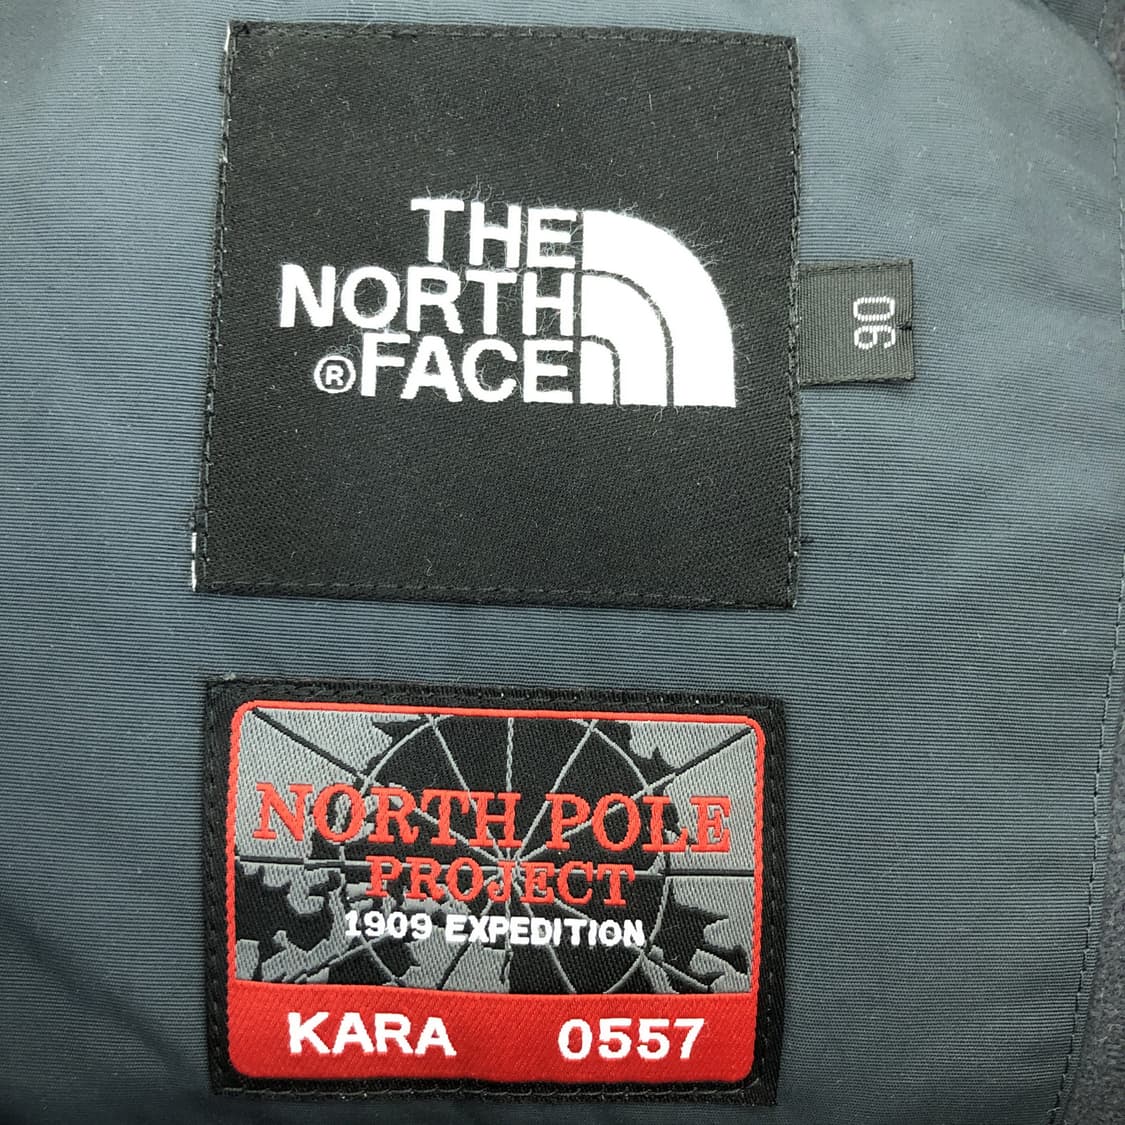 THE
NORTH
®FACE
90
NORTH POLE
PROJECT
1909 EXPEDITION
KARA 0557